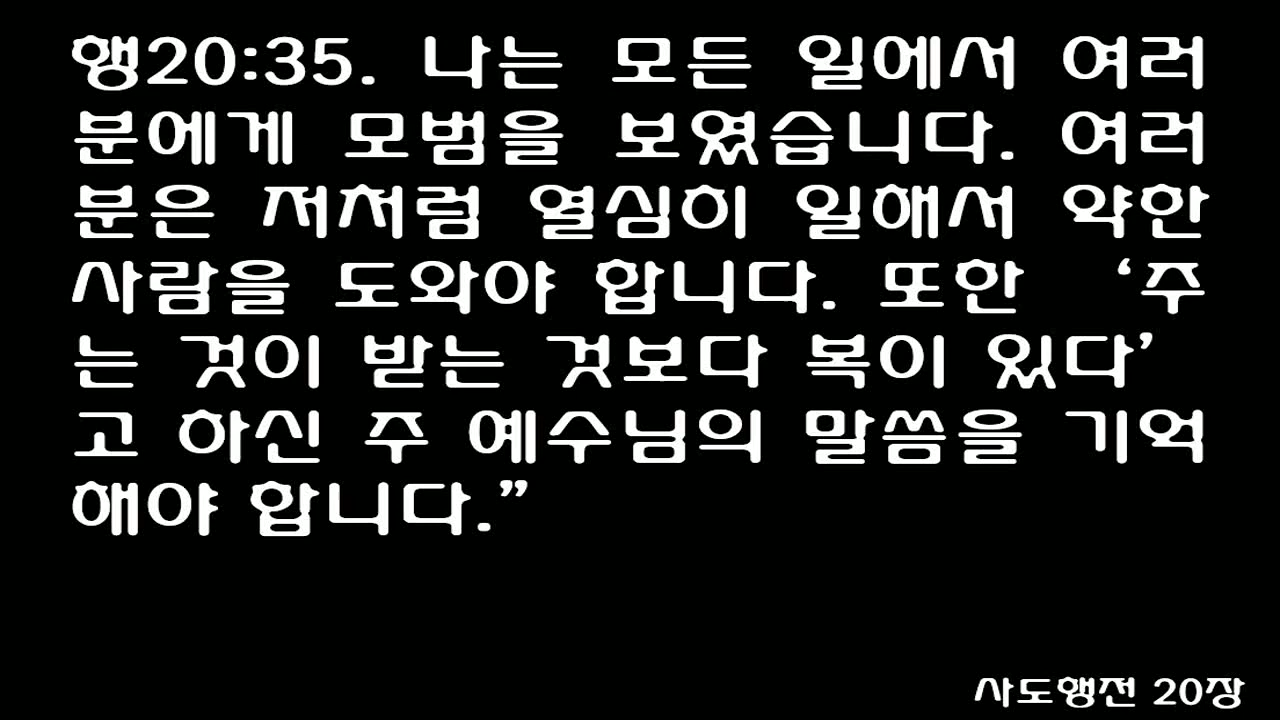 행20:35. 나는 모든 일에서 여러
분에게 모범을 보였습니다. 여러
분은 저처럼 열심히 일해서 약한
사람을 도와야 합니다. 또한 ‘주
는 것이 받는 것보다 복이 있다’
고 하신 주 예수님의 말씀을 기억
해야 합니다.”
사도행전 20장